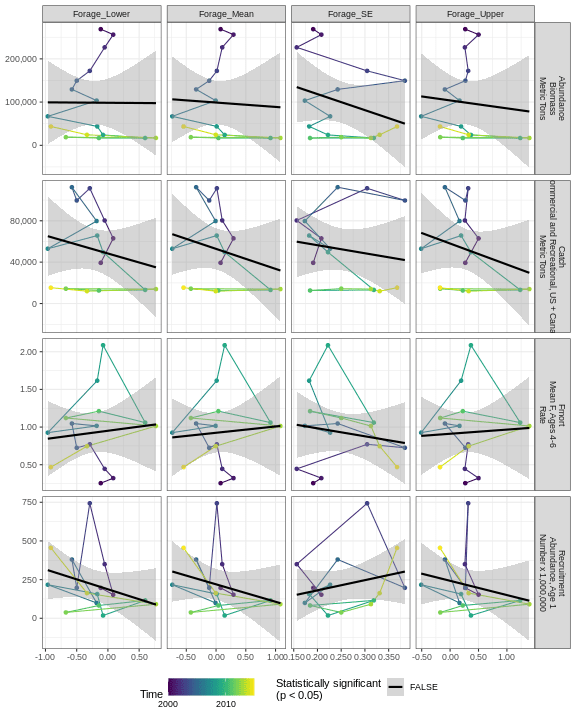 Forage_Lower Forage_Mean Forage_SE Forage_Upper
200,000
100,000
0
Abundance
Biomass
Metric Tons
80,000
40,000
0
Catch
ommercial and Recreational, US + Cana
Metric Tons
2.00
1.50
1.00
0.50
Fmort
Mean F, Ages 4-6
Rate
750
500
250
0
Recruitment
Abundance, Age 1
Number x 1,000,000
-1.00 -0.50 0.00 0.50 -0.50 0.00 0.50 1.00 0.150 0.200 0.250 0.300 0.350 -0.50 0.00 0.50 1.00
Time
2000 2010
Statistically significant
(p < 0.05)
FALSE